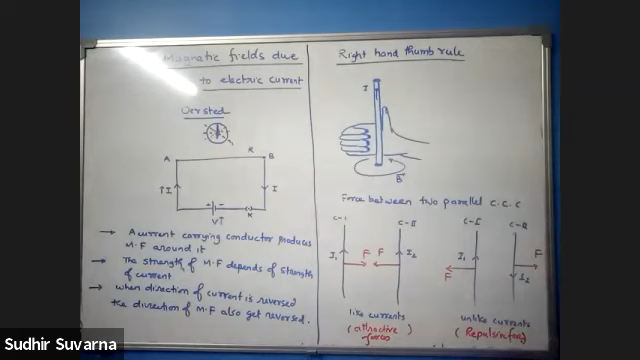 Magnatic fields due
to electric current
Oersted
A
R
B
↑I
I
+
-
V↑
K
→ A current carrying conductor produces
M.F around it
→ The strength of M.F depends of strength
of current
→ when direction of current is reversed
the direction of M.F also get reversed.
Right hand thumb rule
I
B
Force between two parallel C.C.C
C-I
C-II
C-I
C-II
I₁
F
F
I₂
I₁
F
F
I₂
like currents
(attractive
forces)
unlike currents
(Repulsive force)
Sudhir Suvarna